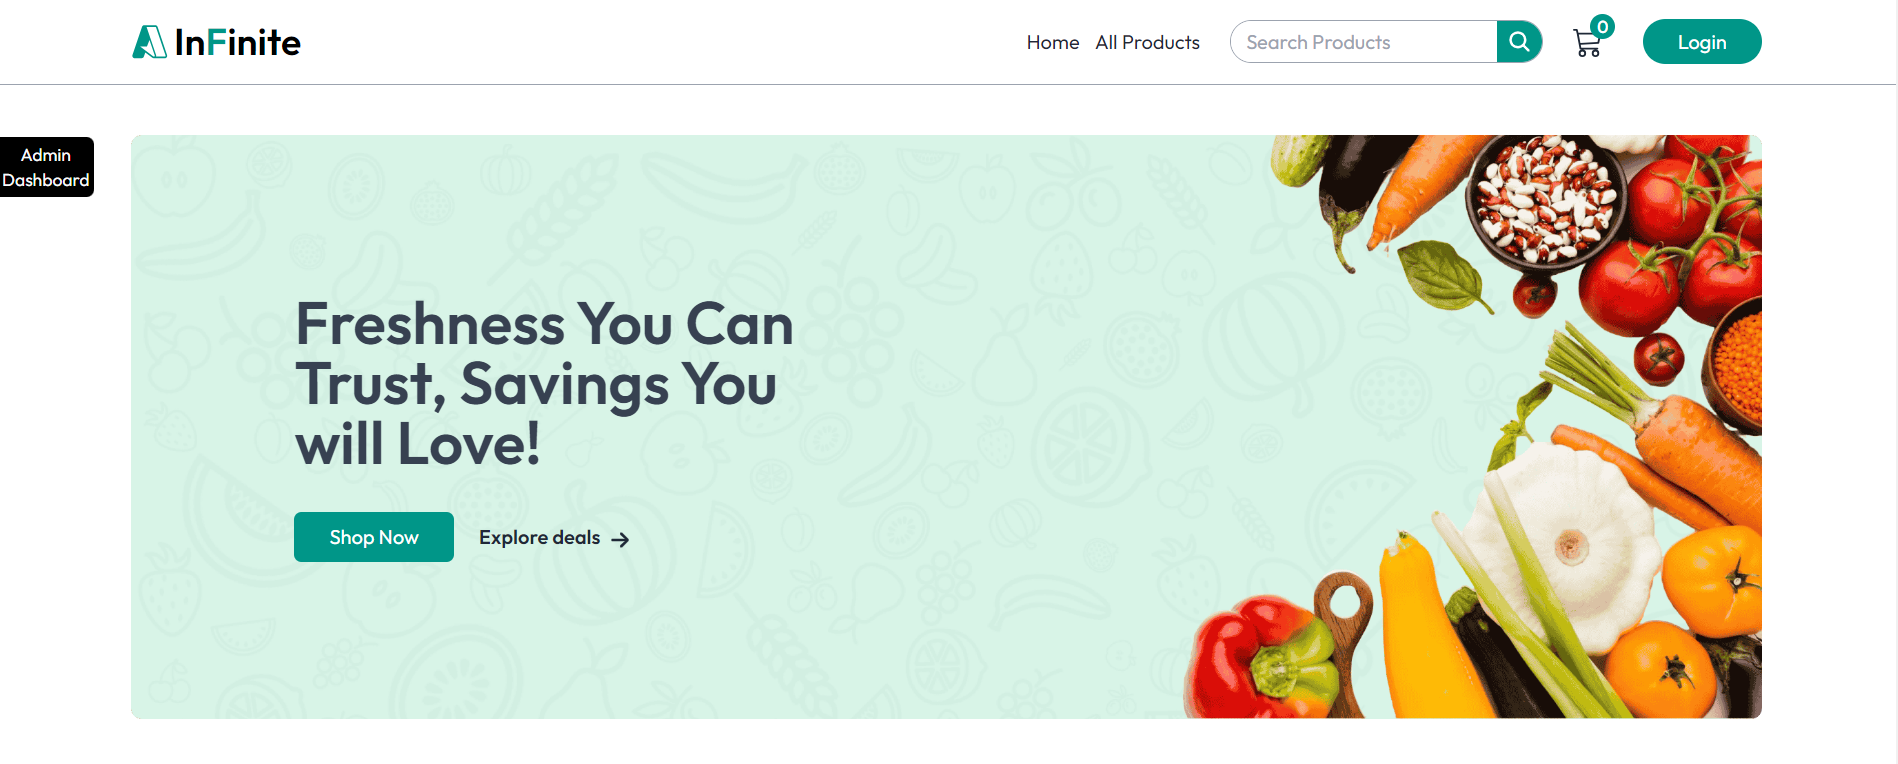 InFinite
Home
All Products
Search Products
0
Login
Admin
Dashboard
Freshness You Can
Trust, Savings You
will Love!
Shop Now
Explore deals →